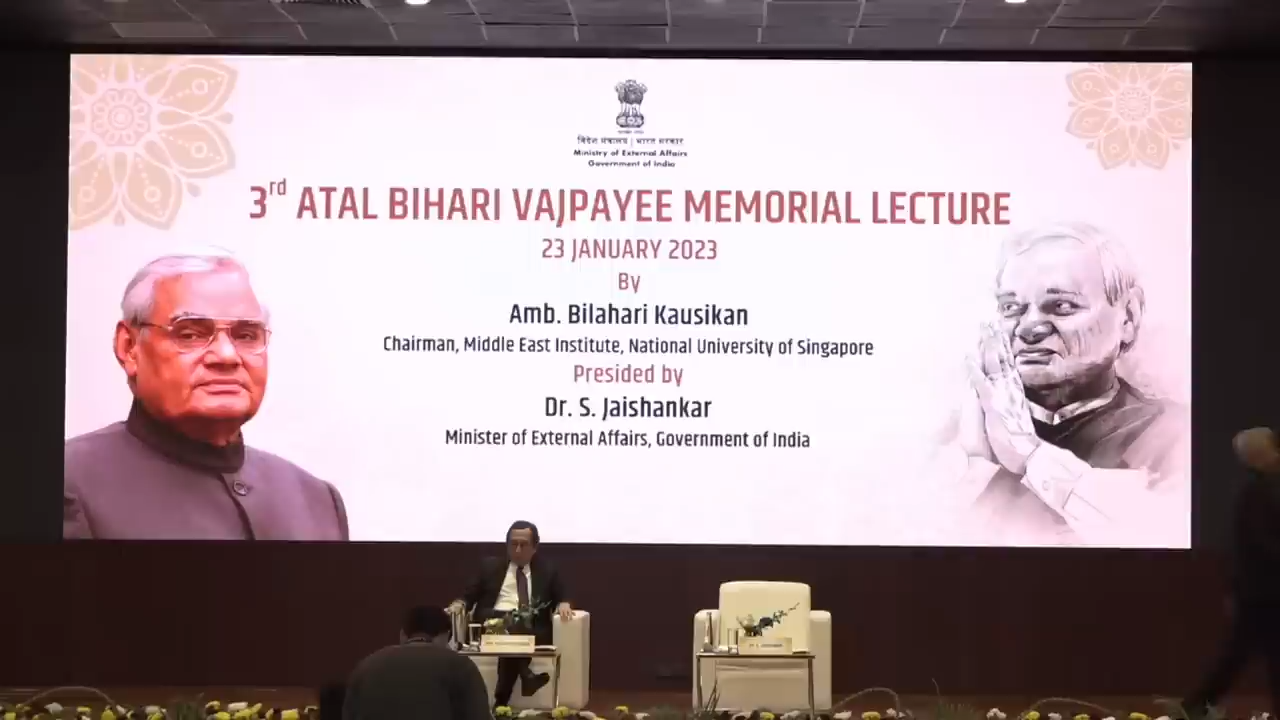 विदेश मंत्रालय | भारत सरकार
Ministry of External Affairs
Government of India
3rd ATAL BIHARI VAJPAYEE MEMORIAL LECTURE
23 JANUARY 2023
By
Amb. Bilahari Kausikan
Chairman, Middle East Institute, National University of Singapore
Presided by
Dr. S. Jaishankar
Minister of External Affairs, Government of India